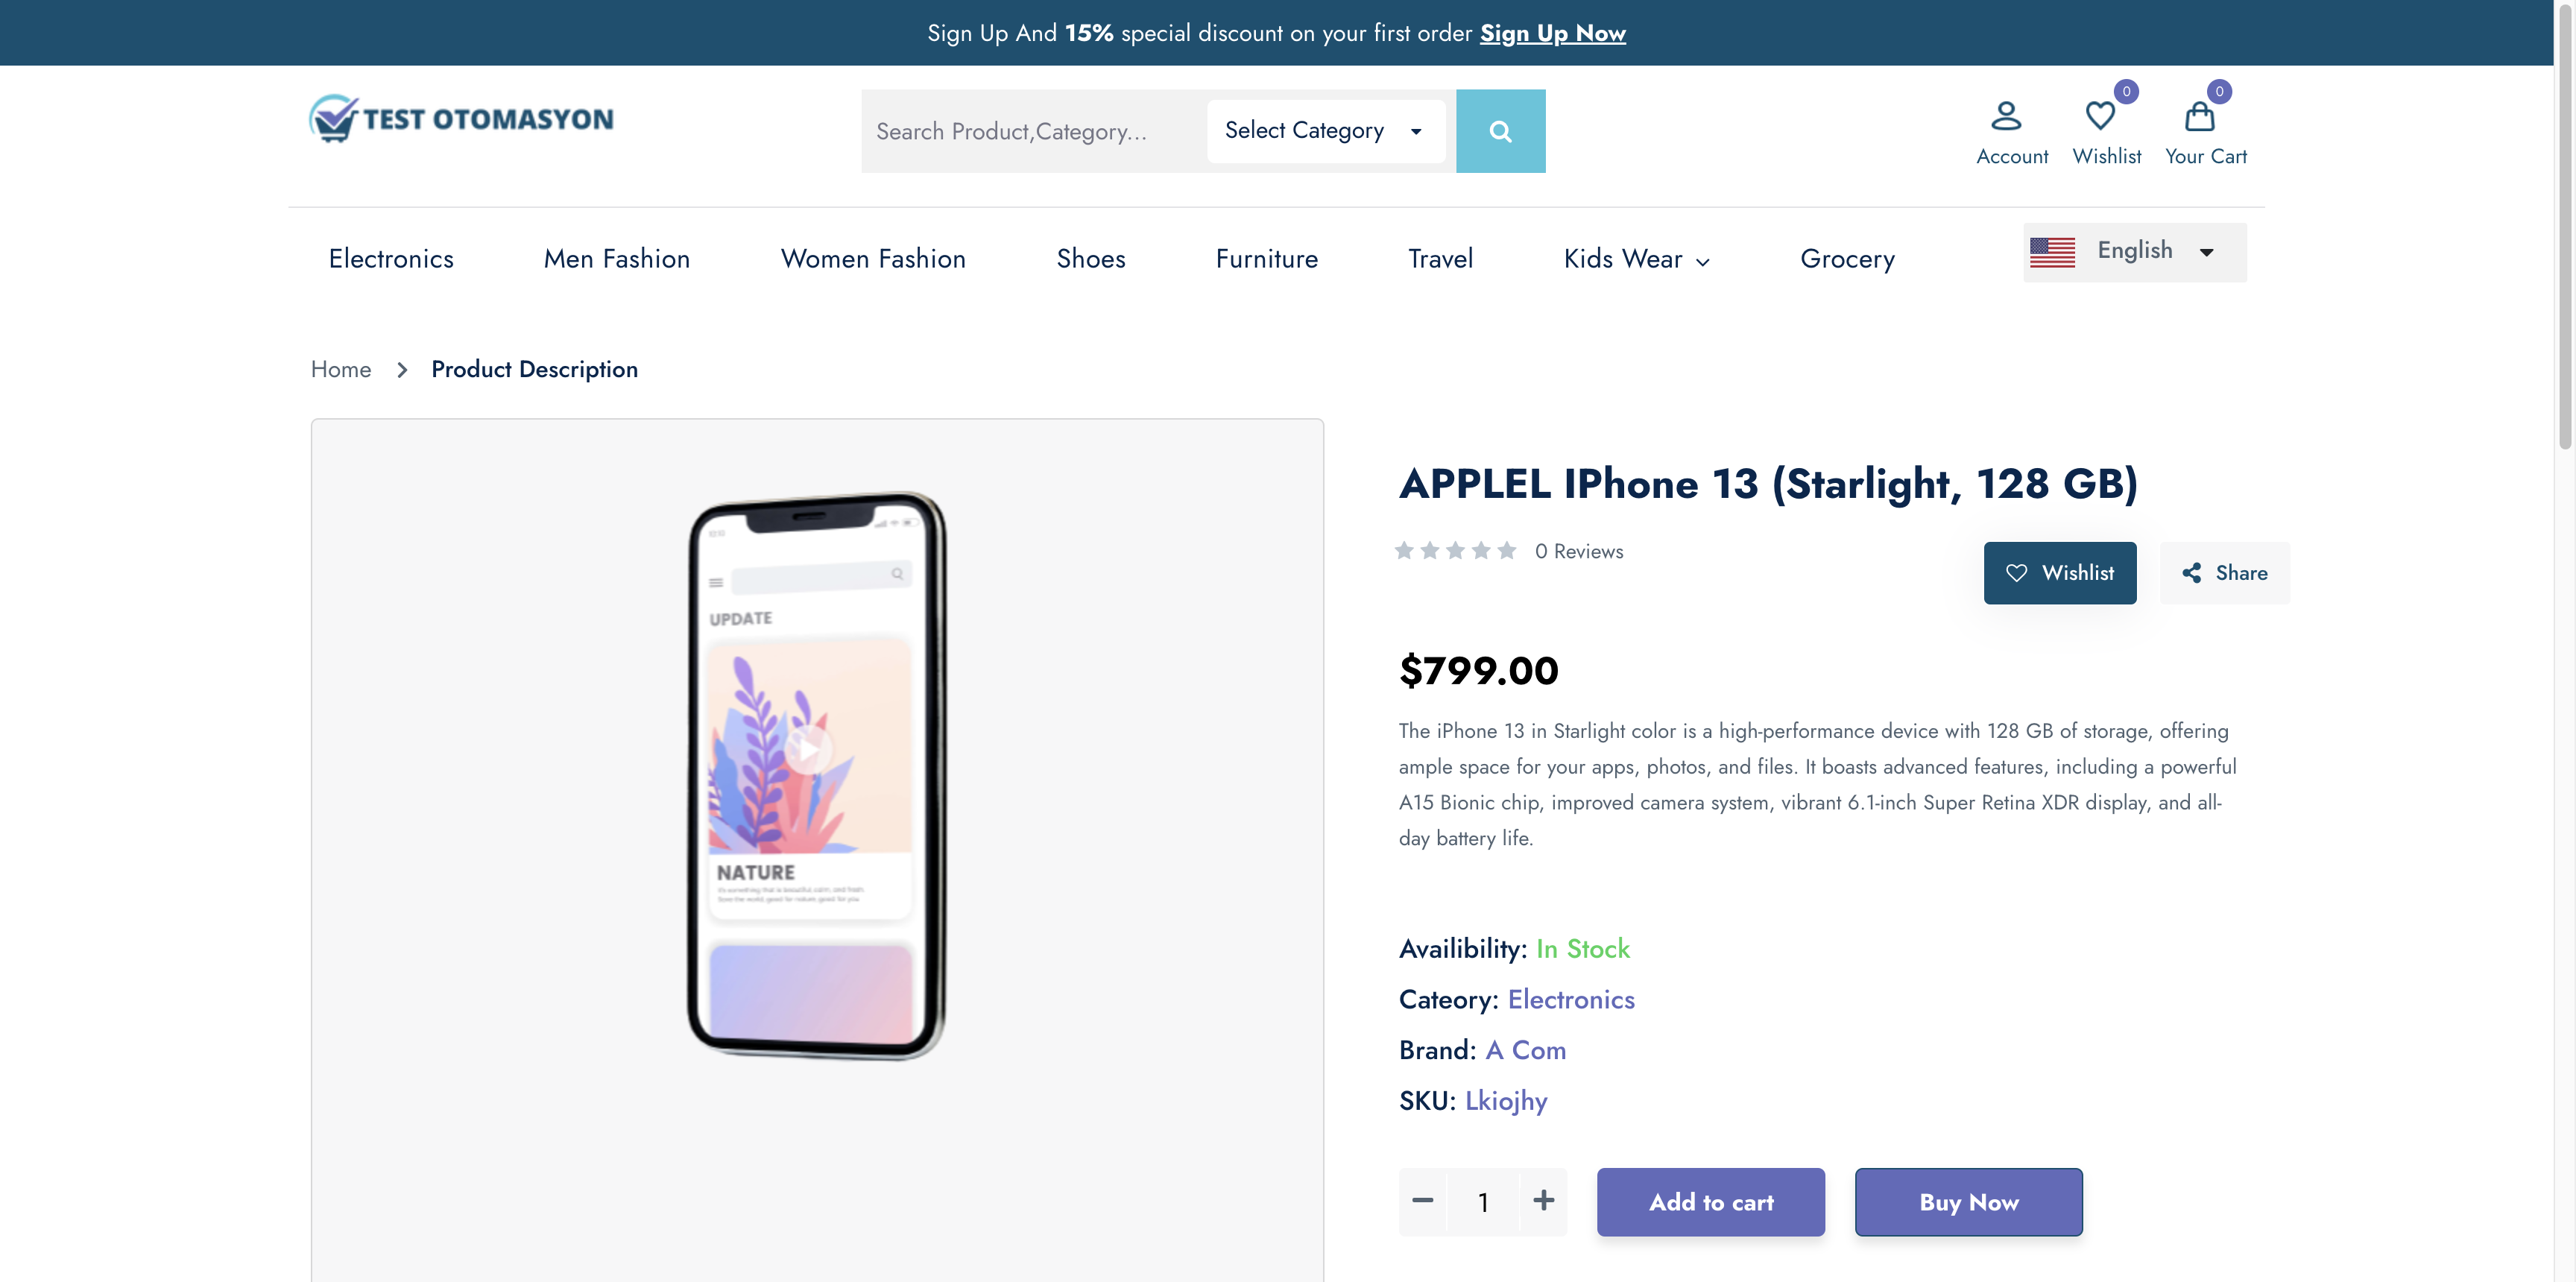 Sign Up And 15% special discount on your first order Sign Up Now
TEST OTOMASYON
Search Product,Category...
Select Category
0
0
Account
Wishlist
Your Cart
Electronics
Men Fashion
Women Fashion
Shoes
Furniture
Travel
Kids Wear
Grocery
English
Home
Product Description
UPDATE
NATURE
APPLEL IPhone 13 (Starlight, 128 GB)
0 Reviews
Wishlist
Share
$799.00
The iPhone 13 in Starlight color is a high-performance device with 128 GB of storage, offering
ample space for your apps, photos, and files. It boasts advanced features, including a powerful
A15 Bionic chip, improved camera system, vibrant 6.1-inch Super Retina XDR display, and all-
day battery life.
Availibility: In Stock
Cateory: Electronics
Brand: A Com
SKU: Lkiojhy
1
Add to cart
Buy Now